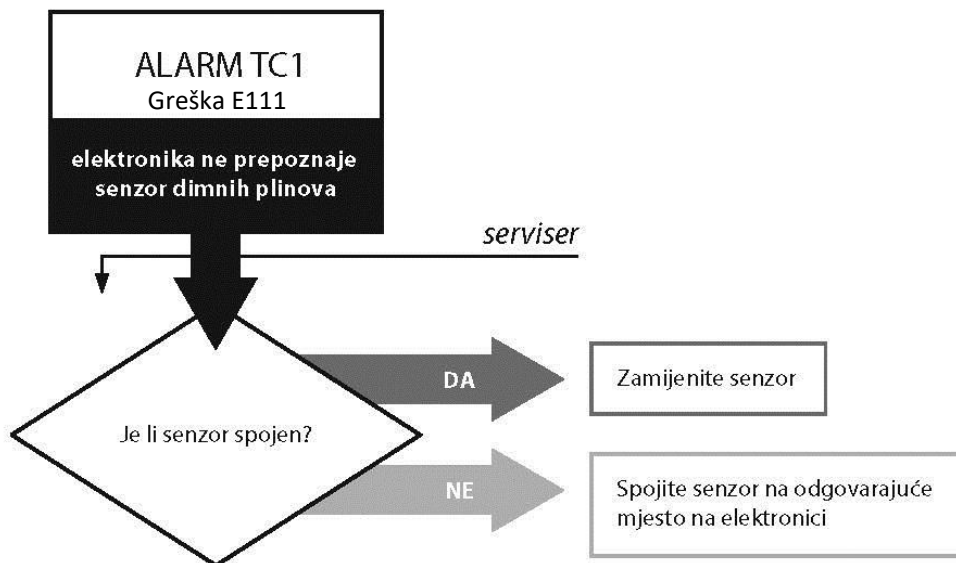 ALARM TC1
Greška E111
elektronika ne prepoznaje
senzor dimnih plinova
serviser
Je li senzor spojen?
DA
Zamijenite senzor
NE
Spojite senzor na odgovarajuće
mjesto na elektronici